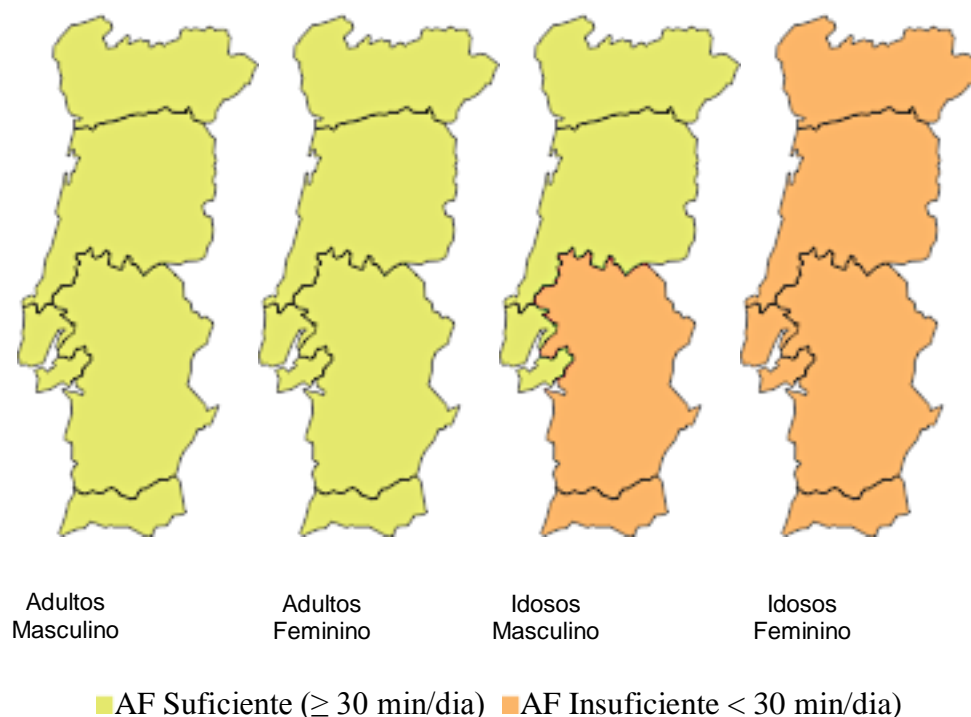 Adultos
Masculino
Adultos
Feminino
Idosos
Masculino
Idosos
Feminino
AF Suficiente (≥ 30 min/dia) AF Insuficiente < 30 min/dia)